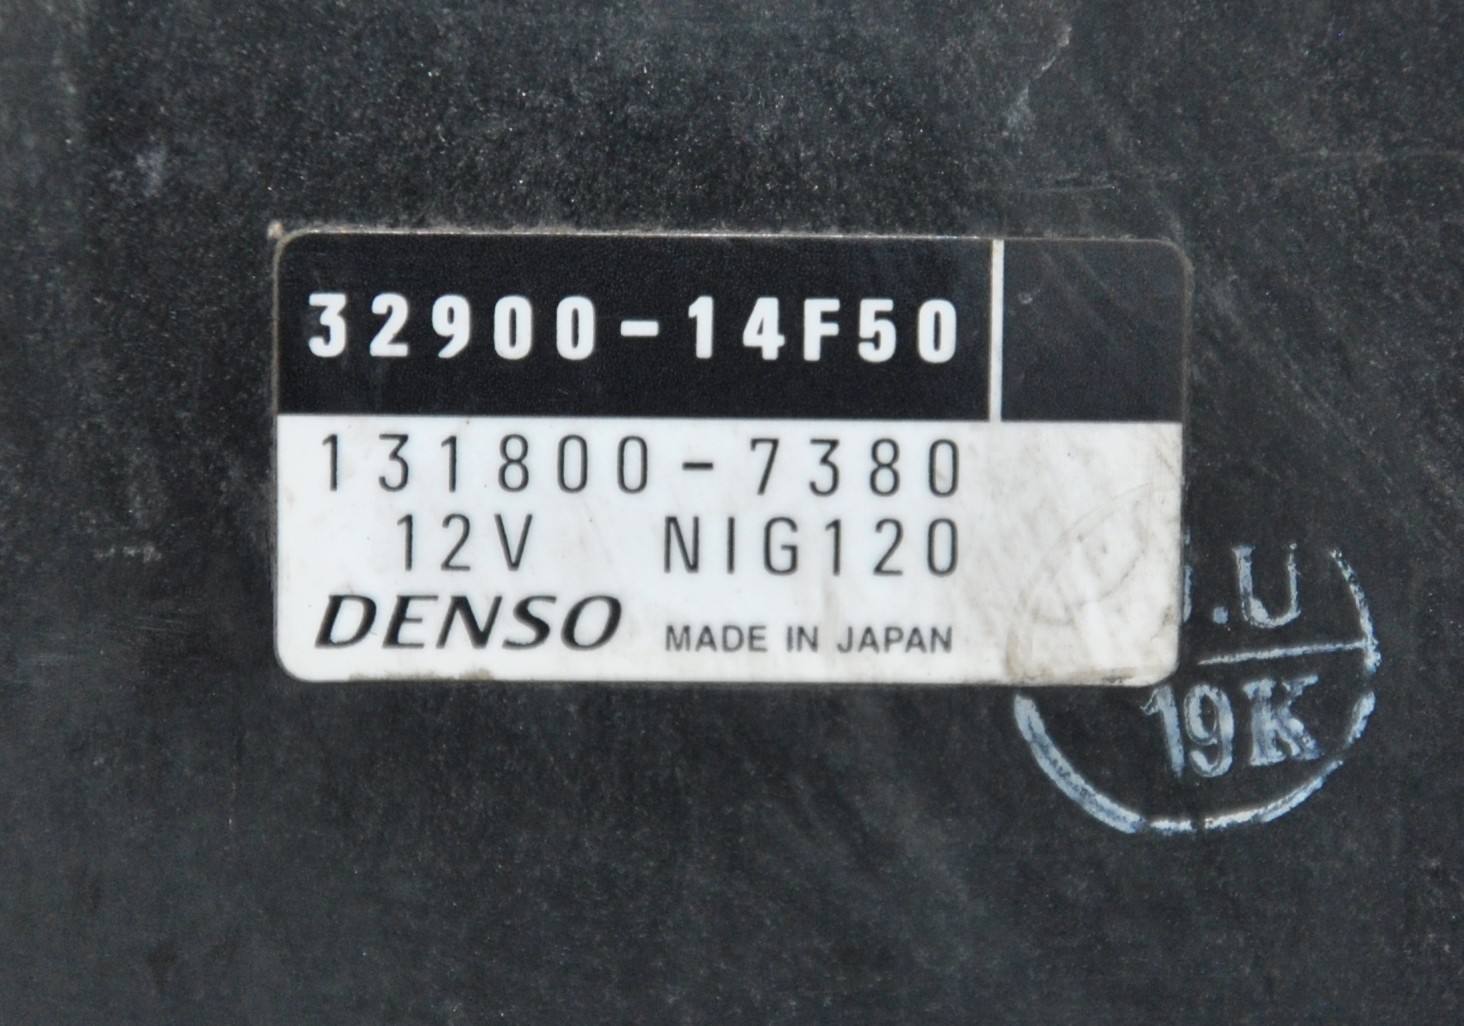 32900-14F50
131800-7380
12V NIG120
DENSO MADE IN JAPAN
.U
19K